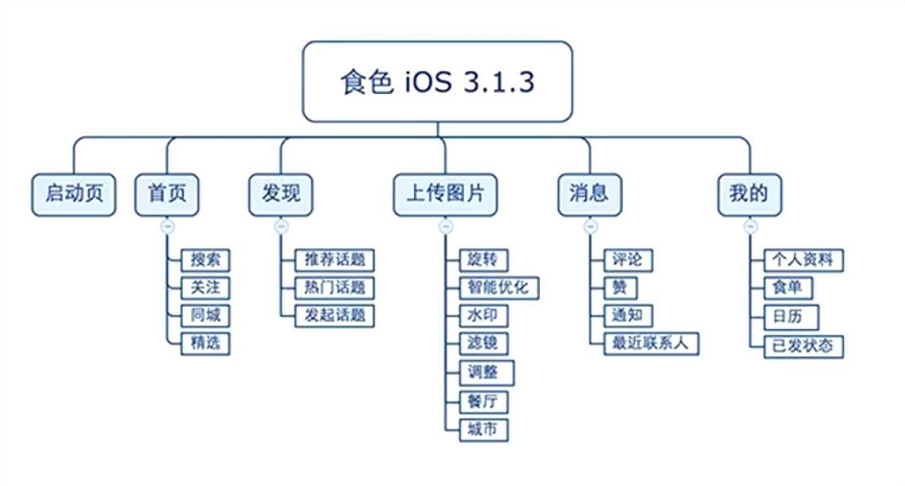 食色 iOS 3.1.3
启动页
首页
发现
上传图片
消息
我的
搜索
关注
同城
精选
推荐话题
热门话题
发起话题
旋转
智能优化
水印
滤镜
调整
餐厅
城市
评论
赞
通知
最近联系人
个人资料
食单
日历
已发状态